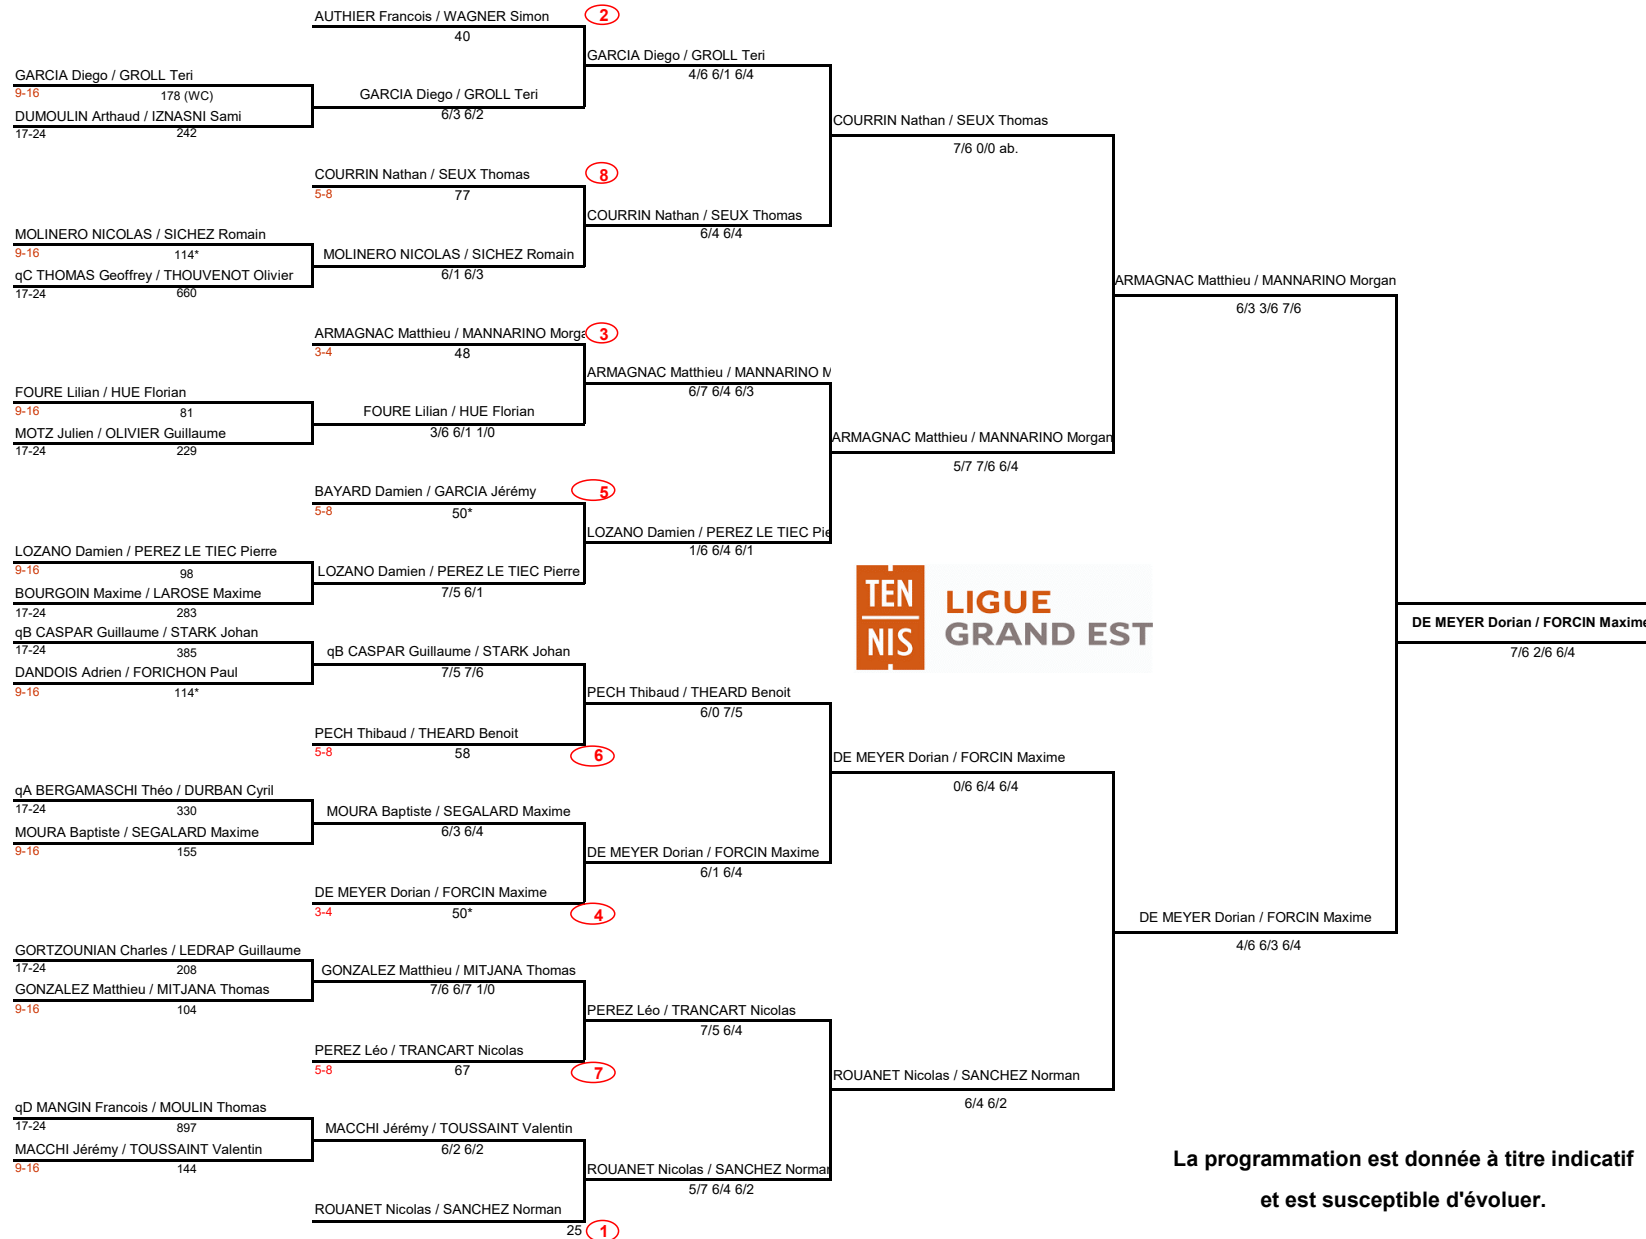 AUTHIER Francois / WAGNER Simon
2
40
GARCIA Diego / GROLL Teri
4/6 6/1 6/4
GARCIA Diego / GROLL Teri
9-16
178 (WC)
GARCIA Diego / GROLL Teri
6/3 6/2
DUMOULIN Arthaud / IZNASNI Sami
17-24
242
COURRIN Nathan / SEUX Thomas
7/6 0/0 ab.
COURRIN Nathan / SEUX Thomas
8
5-8
77
COURRIN Nathan / SEUX Thomas
6/4 6/4
MOLINERO NICOLAS / SICHEZ Romain
9-16
114*
MOLINERO NICOLAS / SICHEZ Romain
6/1 6/3
qC THOMAS Geoffrey / THOUVENOT Olivier
17-24
660
ARMAGNAC Matthieu / MANNARINO Morgan
6/3 3/6 7/6
ARMAGNAC Matthieu / MANNARINO Morga
3
3-4
48
ARMAGNAC Matthieu / MANNARINO M
6/7 6/4 6/3
FOURE Lilian / HUE Florian
9-16
81
FOURE Lilian / HUE Florian
3/6 6/1 1/0
MOTZ Julien / OLIVIER Guillaume
17-24
229
ARMAGNAC Matthieu / MANNARINO Morgan
5/7 7/6 6/4
BAYARD Damien / GARCIA Jérémy
5
5-8
50*
LOZANO Damien / PEREZ LE TIEC Pie
1/6 6/4 6/1
LOZANO Damien / PEREZ LE TIEC Pierre
9-16
98
LOZANO Damien / PEREZ LE TIEC Pierre
7/5 6/1
BOURGOIN Maxime / LAROSE Maxime
17-24
283
TEN
NIS
LIGUE
GRAND EST
DE MEYER Dorian / FORCIN Maxime
7/6 2/6 6/4
qB CASPAR Guillaume / STARK Johan
17-24
385
qB CASPAR Guillaume / STARK Johan
7/5 7/6
DANDOIS Adrien / FORICHON Paul
9-16
114*
PECH Thibaud / THEARD Benoit
6/0 7/5
PECH Thibaud / THEARD Benoit
5-8
58
6
DE MEYER Dorian / FORCIN Maxime
0/6 6/4 6/4
qA BERGAMASCHI Théo / DURBAN Cyril
17-24
330
MOURA Baptiste / SEGALARD Maxime
6/3 6/4
MOURA Baptiste / SEGALARD Maxime
9-16
155
DE MEYER Dorian / FORCIN Maxime
6/1 6/4
DE MEYER Dorian / FORCIN Maxime
3-4
50*
4
DE MEYER Dorian / FORCIN Maxime
4/6 6/3 6/4
GORTZOUNIAN Charles / LEDRAP Guillaume
17-24
208
GONZALEZ Matthieu / MITJANA Thomas
7/6 6/7 1/0
GONZALEZ Matthieu / MITJANA Thomas
9-16
104
PEREZ Léo / TRANCART Nicolas
7/5 6/4
PEREZ Léo / TRANCART Nicolas
5-8
67
7
ROUANET Nicolas / SANCHEZ Norman
6/4 6/2
qD MANGIN Francois / MOULIN Thomas
17-24
897
MACCHI Jérémy / TOUSSAINT Valentin
6/2 6/2
MACCHI Jérémy / TOUSSAINT Valentin
9-16
144
ROUANET Nicolas / SANCHEZ Norman
5/7 6/4 6/2
ROUANET Nicolas / SANCHEZ Norman
25
1
La programmation est donnée à titre indicatif
et est susceptible d'évoluer.